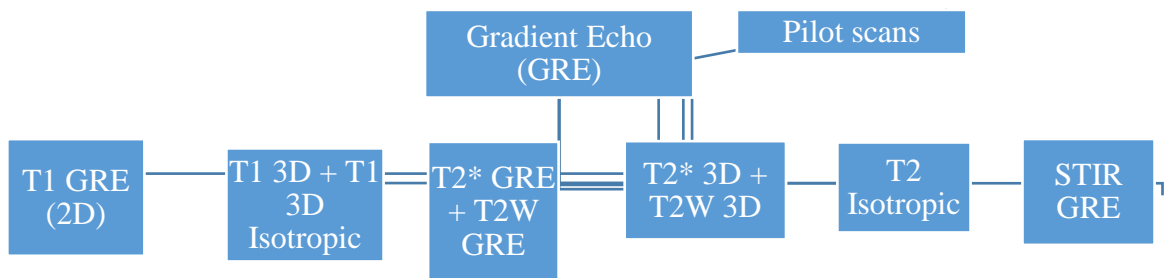 Gradient Echo
(GRE)
Pilot scans
T1 GRE
(2D)
T1 3D + T1
3D
Isotropic
T2* GRE
+ T2W
GRE
T2* 3D +
T2W 3D
T2
Isotropic
STIR
GRE